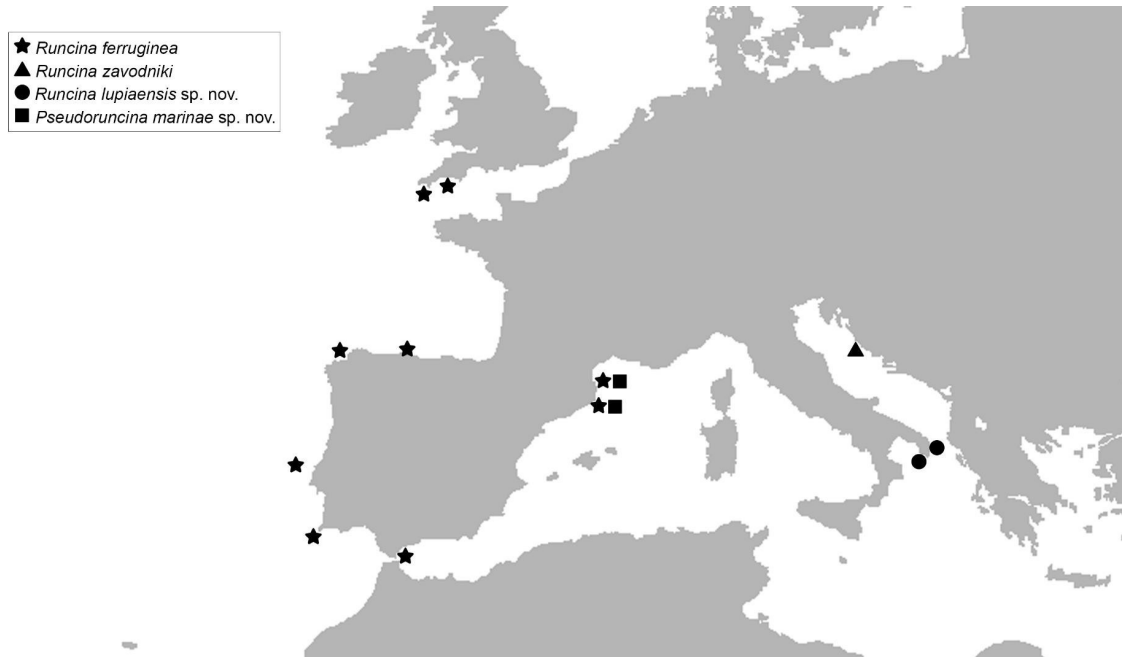 Runcina ferruginea
Runcina zavodniki
Runcina lupiaensis sp. nov.
Pseudoruncina marinae sp. nov.